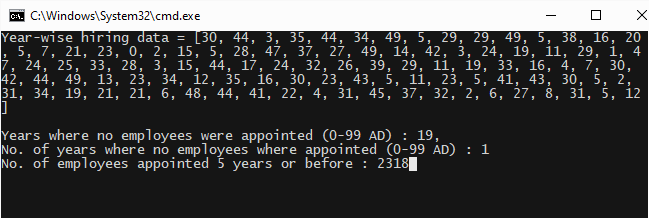 C:\Windows\System32\cmd.exe
Year-wise hiring data = [30, 44, 3, 35, 44, 34, 49, 5, 29, 29, 49, 5, 38, 16, 20
, 5, 7, 21, 23, 0, 2, 15, 5, 28, 47, 37, 27, 49, 14, 42, 3, 24, 19, 11, 29, 1, 4
7, 24, 25, 33, 28, 3, 15, 44, 17, 24, 32, 26, 39, 29, 11, 19, 33, 16, 4, 7, 30,
42, 44, 49, 13, 23, 34, 12, 35, 16, 30, 23, 43, 5, 11, 23, 5, 41, 43, 30, 5, 2,
31, 34, 19, 21, 21, 6, 48, 44, 41, 22, 4, 31, 45, 37, 32, 2, 6, 27, 8, 31, 5, 12
]
Years where no employees were appointed (0-99 AD) : 19,
No. of years where no employees where appointed (0-99 AD) : 1
No. of employees appointed 5 years or before : 2318